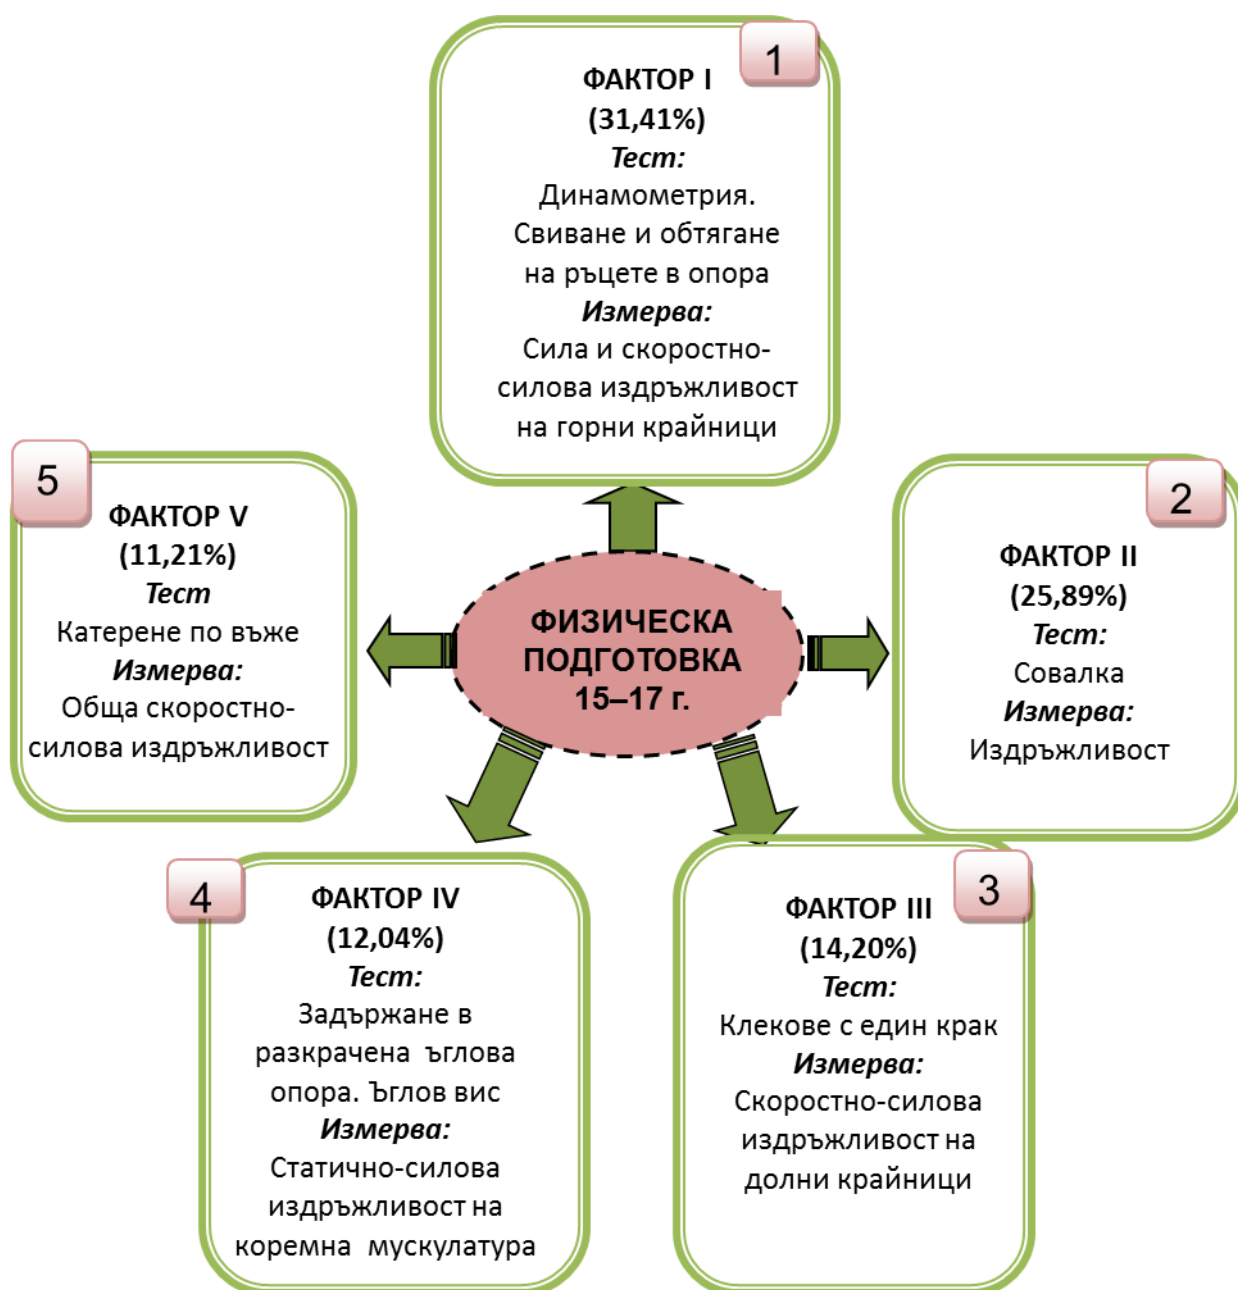 1
ФАКТОР I
(31,41%)
Тест:
Динамометрия.
Свиване и обтягане
на ръцете в опора
Измерва:
Сила и скоростно-
силова издръжливост
на горни крайници
2
ФАКТОР II
(25,89%)
Тест:
Совалка
Измерва:
Издръжливост
3
ФАКТОР III
(14,20%)
Тест:
Клекове с един крак
Измерва:
Скоростно-силова
издръжливост на
долни крайници
4
ФАКТОР IV
(12,04%)
Тест:
Задържане в
разкрачена ъглова
опора. Ъглов вис
Измерва:
Статично-силова
издръжливост на
коремна мускулатура
5
ФАКТОР V
(11,21%)
Тест
Катерене по въже
Измерва:
Обща скоростно-
силова издръжливост
ФИЗИЧЕСКА
ПОДГОТОВКА
15–17 г.